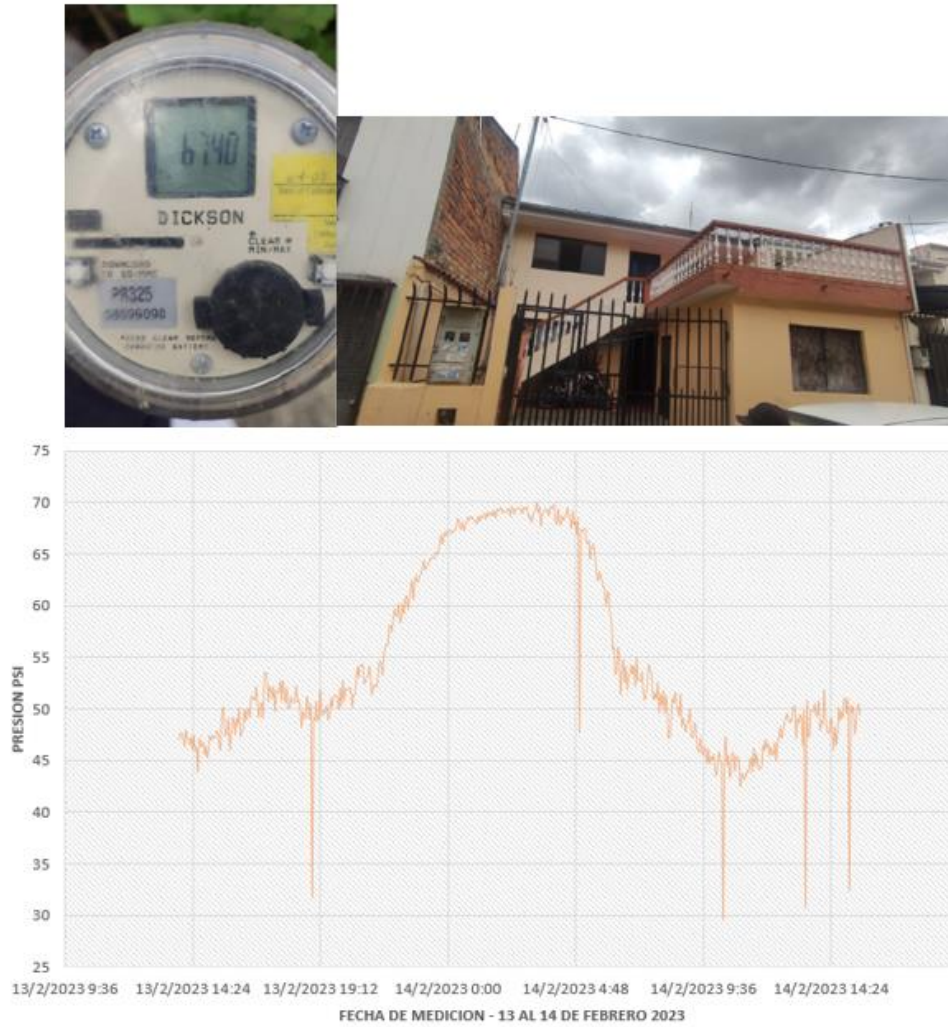 6740
DICKSON
CLEAR
MIN/MAX
PR325
75
70
65
60
55
50
45
40
35
30
25
PRESION PSI
13/2/2023 9:36 13/2/2023 14:24 13/2/2023 19:12 14/2/2023 0:00 14/2/2023 4:48 14/2/2023 9:36 14/2/2023 14:24
FECHA DE MEDICION - 13 AL 14 DE FEBRERO 2023